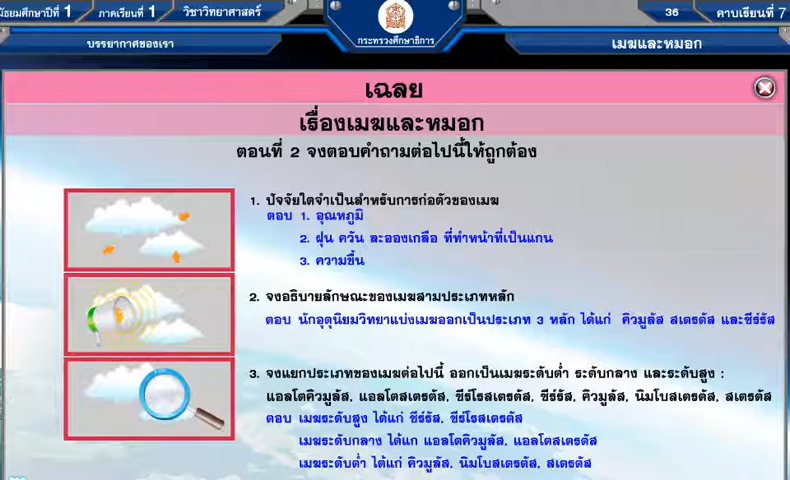 มัธยมศึกษาปีที่ 1 ภาคเรียนที่ 1 วิชาวิทยาศาสตร์ 36 คาบเรียนที่ 7
กระทรวงศึกษาธิการ
บรรยากาศของเรา เมฆและหมอก
เฉลย
เรื่องเมฆและหมอก
ตอนที่ 2 จงตอบคำถามต่อไปนี้ให้ถูกต้อง
1. ปัจจัยใดจำเป็นสำหรับการก่อตัวของเมฆ
ตอบ 1. อุณหภูมิ
2. ฝุ่น ควัน ละอองเกลือ ที่ทำหน้าที่เป็นแกน
3. ความชื้น
2. จงอธิบายลักษณะของเมฆสามประเภทหลัก
ตอบ นักอุตุนิยมวิทยาแบ่งเมฆออกเป็นประเภท 3 หลัก ได้แก่ คิวมูลัส สเตรตัส และซีร์รัส
3. จงแยกประเภทของเมฆต่อไปนี้ ออกเป็นเมฆระดับต่ำ ระดับกลาง และระดับสูง :
แอลโตคิวมูลัส, แอลโตสเตรตัส, ซีร์โรสเตรตัส, ซีร์รัส, คิวมูลัส, นิมโบสเตรตัส, สเตรตัส
ตอบ เมฆระดับสูง ได้แก่ ซีร์รัส, ซีร์โรสเตรตัส
เมฆระดับกลาง ได้แก แอลโตคิวมูลัส, แอลโตสเตรตัส
เมฆระดับต่ำ ได้แก่ คิวมูลัส, นิมโบสเตรตัส, สเตรตัส